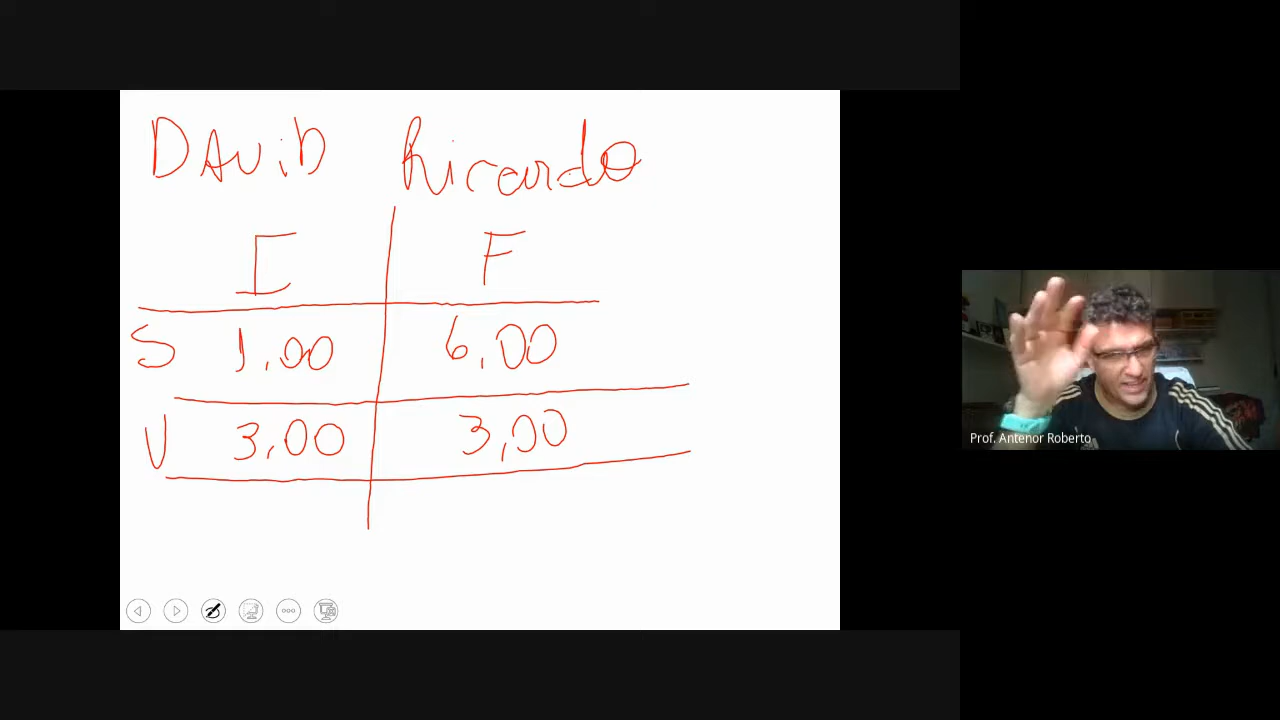 DAViD Ricardo
I F
S 1,00 6,00
V 3,00 3,00
Prof. Antenor Roberto